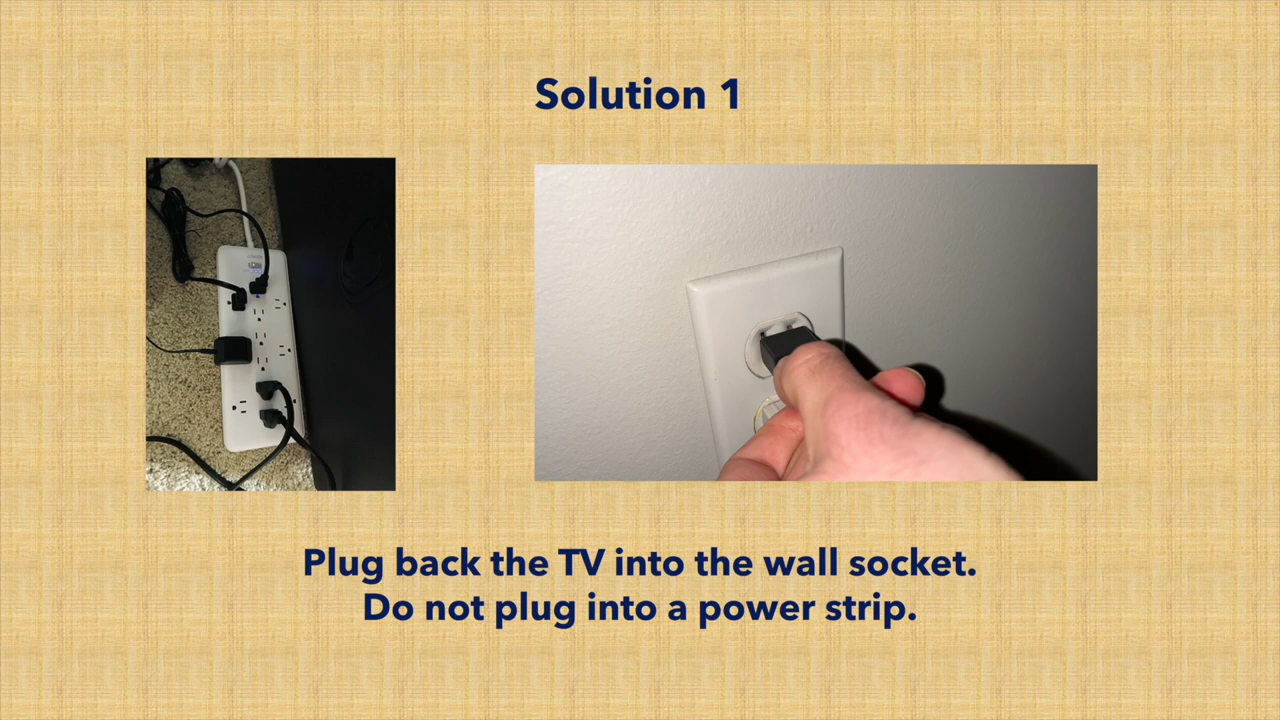 Solution 1
Plug back the TV into the wall socket.
Do not plug into a power strip.